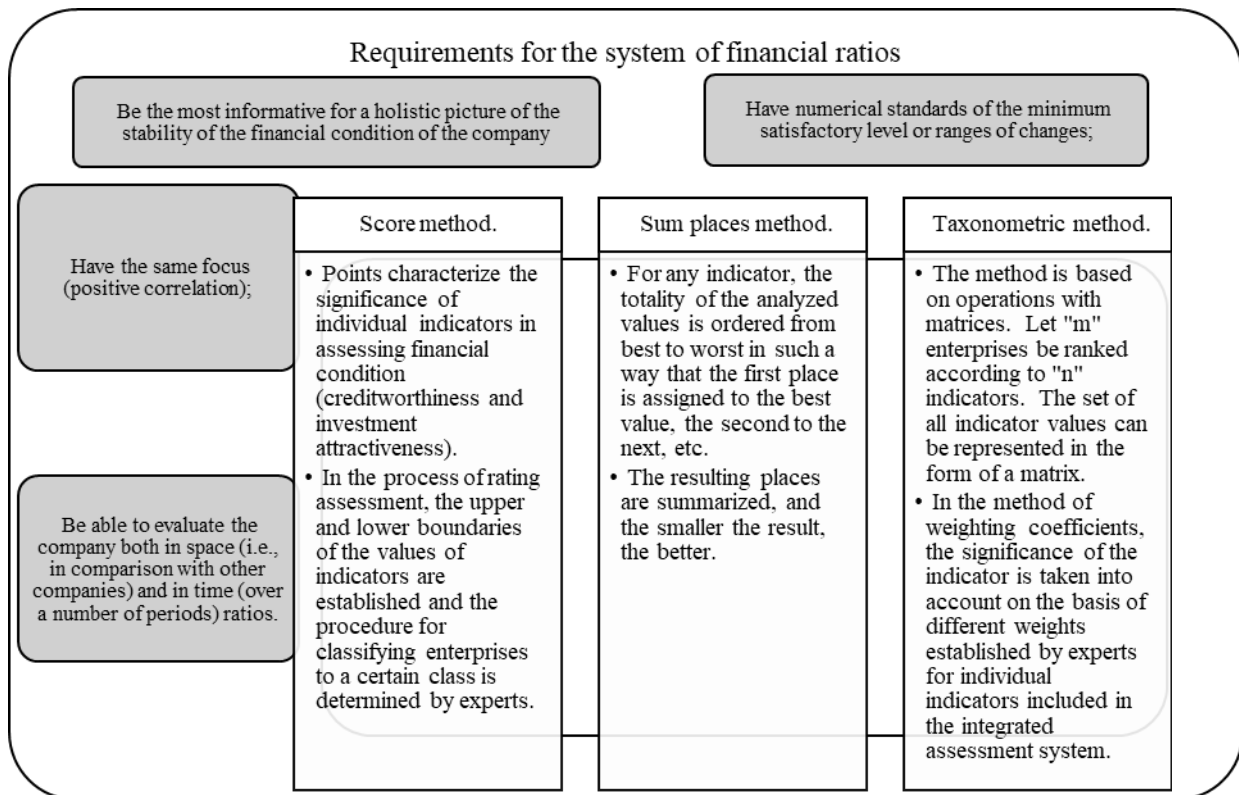 Requirements for the system of financial ratios
Be the most informative for a holistic picture of the
stability of the financial condition of the company
Have numerical standards of the minimum
satisfactory level or ranges of changes;
Have the same focus
(positive correlation);
Be able to evaluate the
company both in space (i.e.,
in comparison with other
companies) and in time (over
a number of periods) ratios.
Score method.
• Points characterize the
significance of
individual indicators in
assessing financial
condition
(creditworthiness and
investment
attractiveness).
• In the process of rating
assessment, the upper
and lower boundaries
of the values of
indicators are
established and the
procedure for
classifying enterprises
to a certain class is
determined by experts.
Sum places method.
• For any indicator, the
totality of the analyzed
values is ordered from
best to worst in such a
way that the first place
is assigned to the best
value, the second to the
next, etc.
• The resulting places
are summarized, and
the smaller the result,
the better.
Taxonometric method.
• The method is based
on operations with
matrices. Let "m"
enterprises be ranked
according to "n"
indicators. The set of
all indicator values can
be represented in the
form of a matrix.
• In the method of
weighting coefficients,
the significance of the
indicator is taken into
account on the basis of
different weights
established by experts
for individual
indicators included in
the integrated
assessment system.